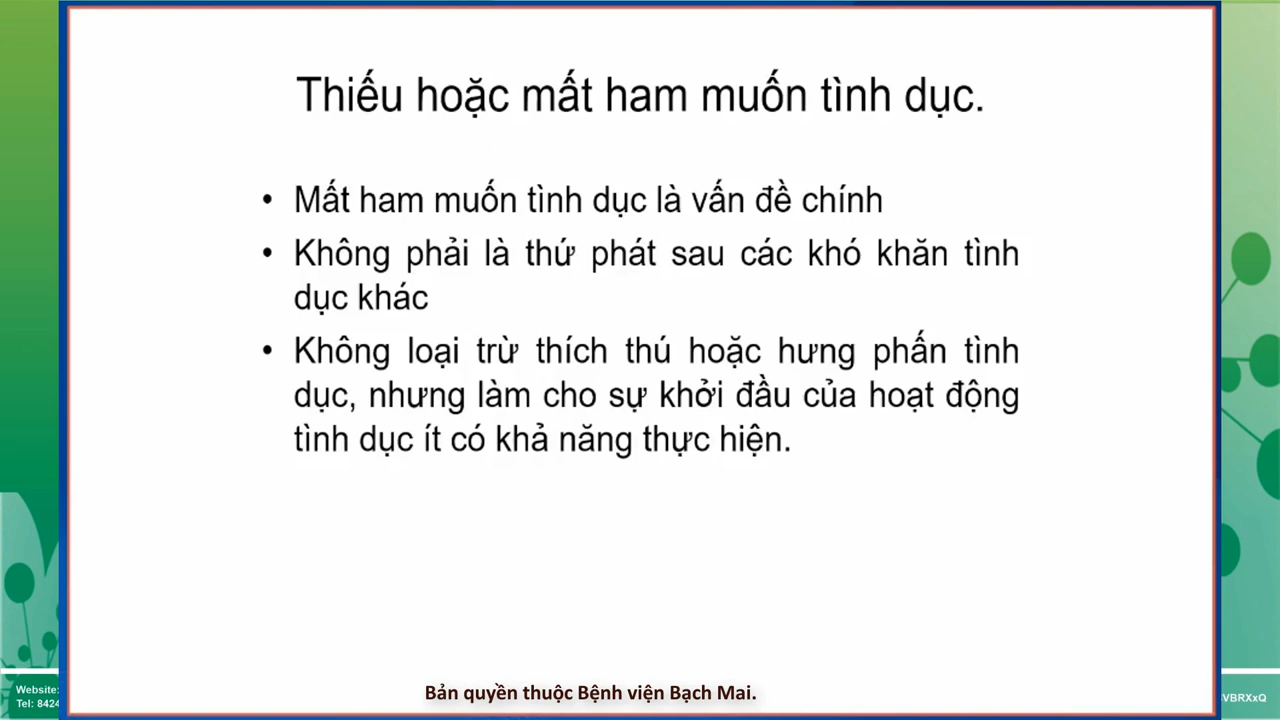 Thiếu hoặc mất ham muốn tình dục.
• Mất ham muốn tình dục là vấn đề chính
• Không phải là thứ phát sau các khó khăn tình
dục khác
• Không loại trừ thích thú hoặc hưng phấn tình
dục, nhưng làm cho sự khởi đầu của hoạt động
tình dục ít có khả năng thực hiện.
Website:
Tel: 8424
Bản quyền thuộc Bệnh viện Bạch Mai.